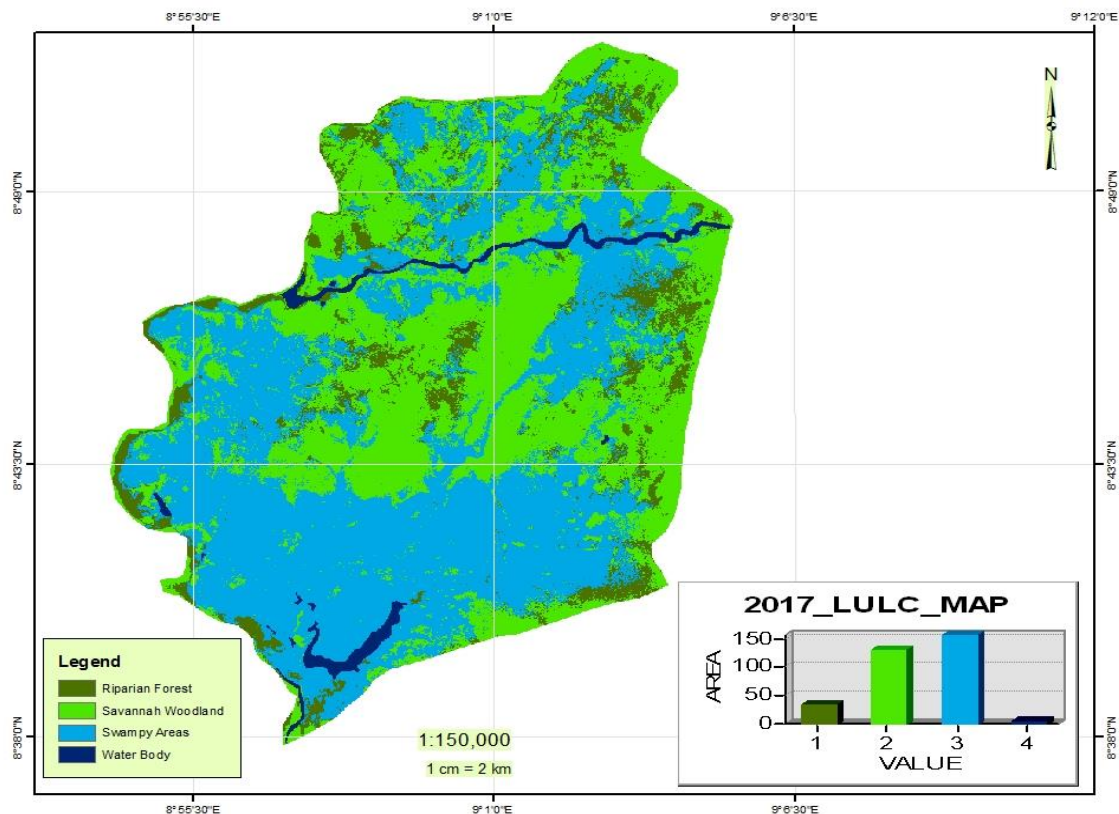 8°55'30"E
9°1'0"E
9°6'30"E
9°12'0"E
N
8°49'0"N
8°49'0"N
8°43'30"N
8°43'30"N
8°38'0"N
8°38'0"N
Legend
Riparian Forest
Savannah Woodland
Swampy Areas
Water Body
1:150,000
1 cm = 2 km
2017_LULC_MAP
AREA
150
100
50
0
1
2
3
4
VALUE
8°55'30"E
9°1'0"E
9°6'30"E